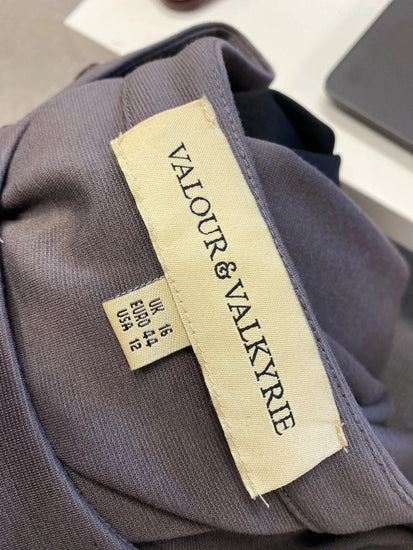 VALOUR & VALKYRIE
UK 16
EURO 44
USA 12